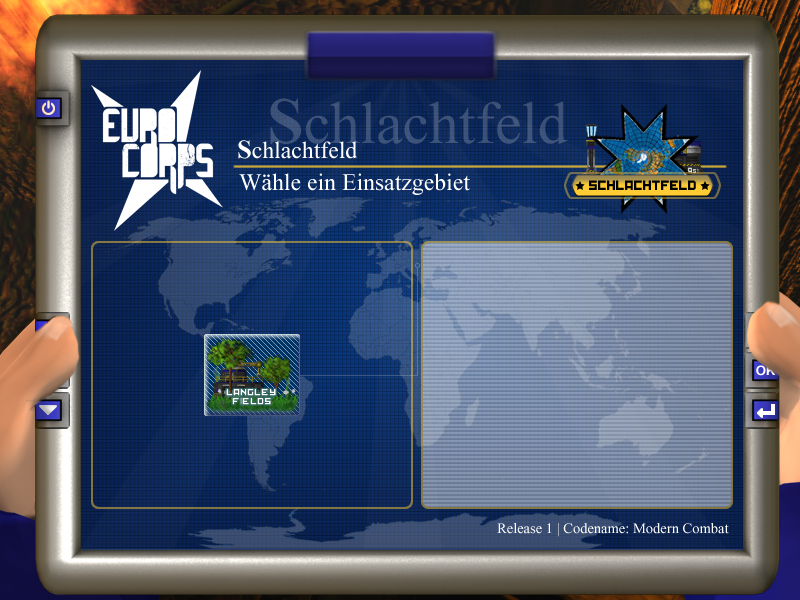 Schlachtfeld
EURO
CORPS
Schlachtfeld
Wähle ein Einsatzgebiet
★ SCHLACHTFELD ★
LANGLEY
FIELDS
OK
Release 1 | Codename: Modern Combat